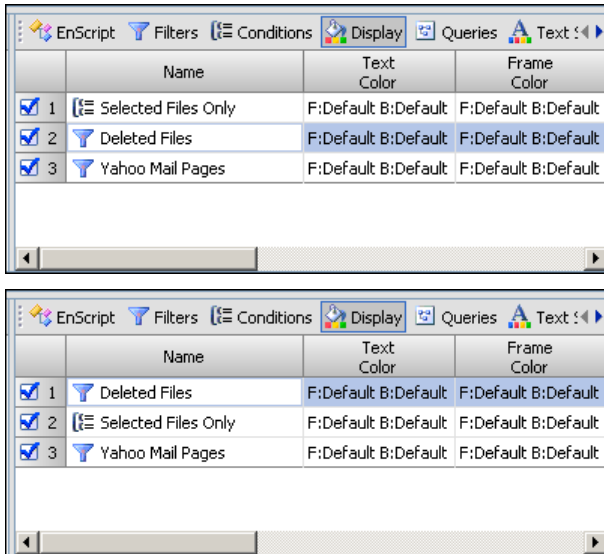 EnScript Filters Conditions Display Queries Text
Name Text Color Frame Color
1 Selected Files Only F:Default B:Default F:Default B:Default
2 Deleted Files F:Default B:Default F:Default B:Default
3 Yahoo Mail Pages F:Default B:Default F:Default B:Default
EnScript Filters Conditions Display Queries Text
Name Text Color Frame Color
1 Deleted Files F:Default B:Default F:Default B:Default
2 Selected Files Only F:Default B:Default F:Default B:Default
3 Yahoo Mail Pages F:Default B:Default F:Default B:Default